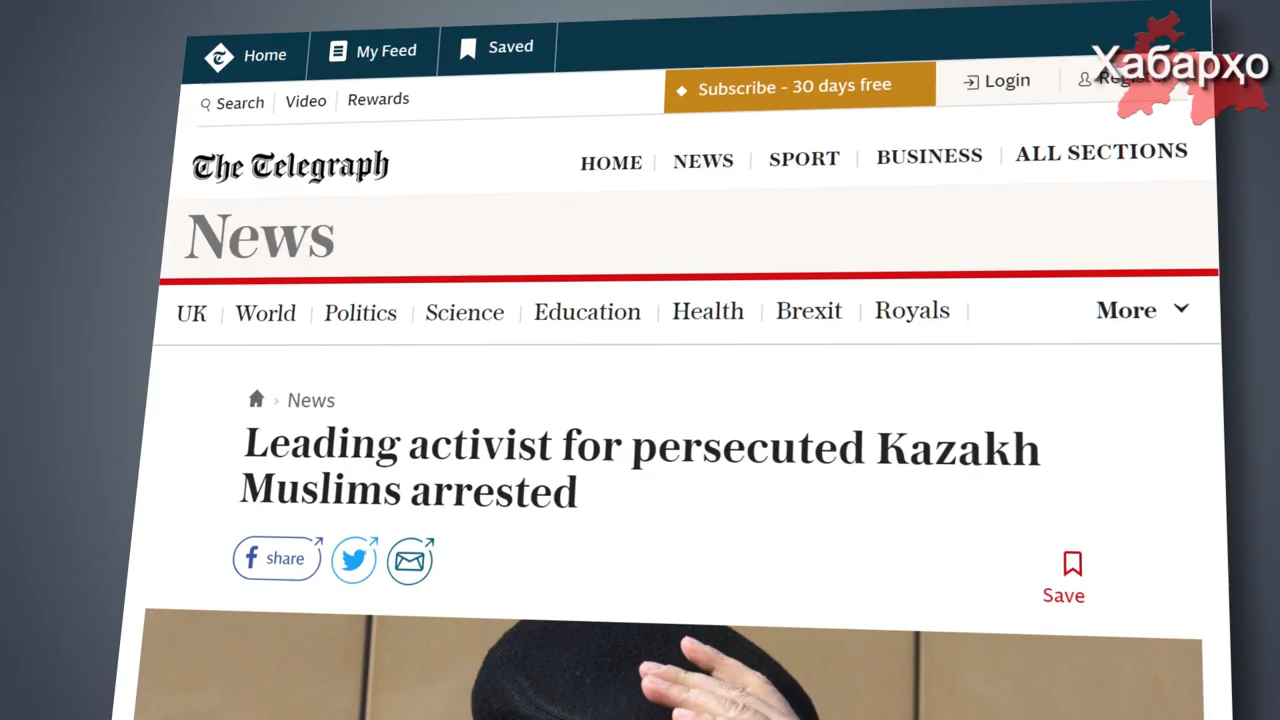 Home
My Feed
Saved
Хабарҳо
Search
Video
Rewards
Subscribe - 30 days free
Login
Register
The Telegraph
HOME
NEWS
SPORT
BUSINESS
ALL SECTIONS
News
UK
World
Politics
Science
Education
Health
Brexit
Royals
More
News
Leading activist for persecuted Kazakh
Muslims arrested
share
Save